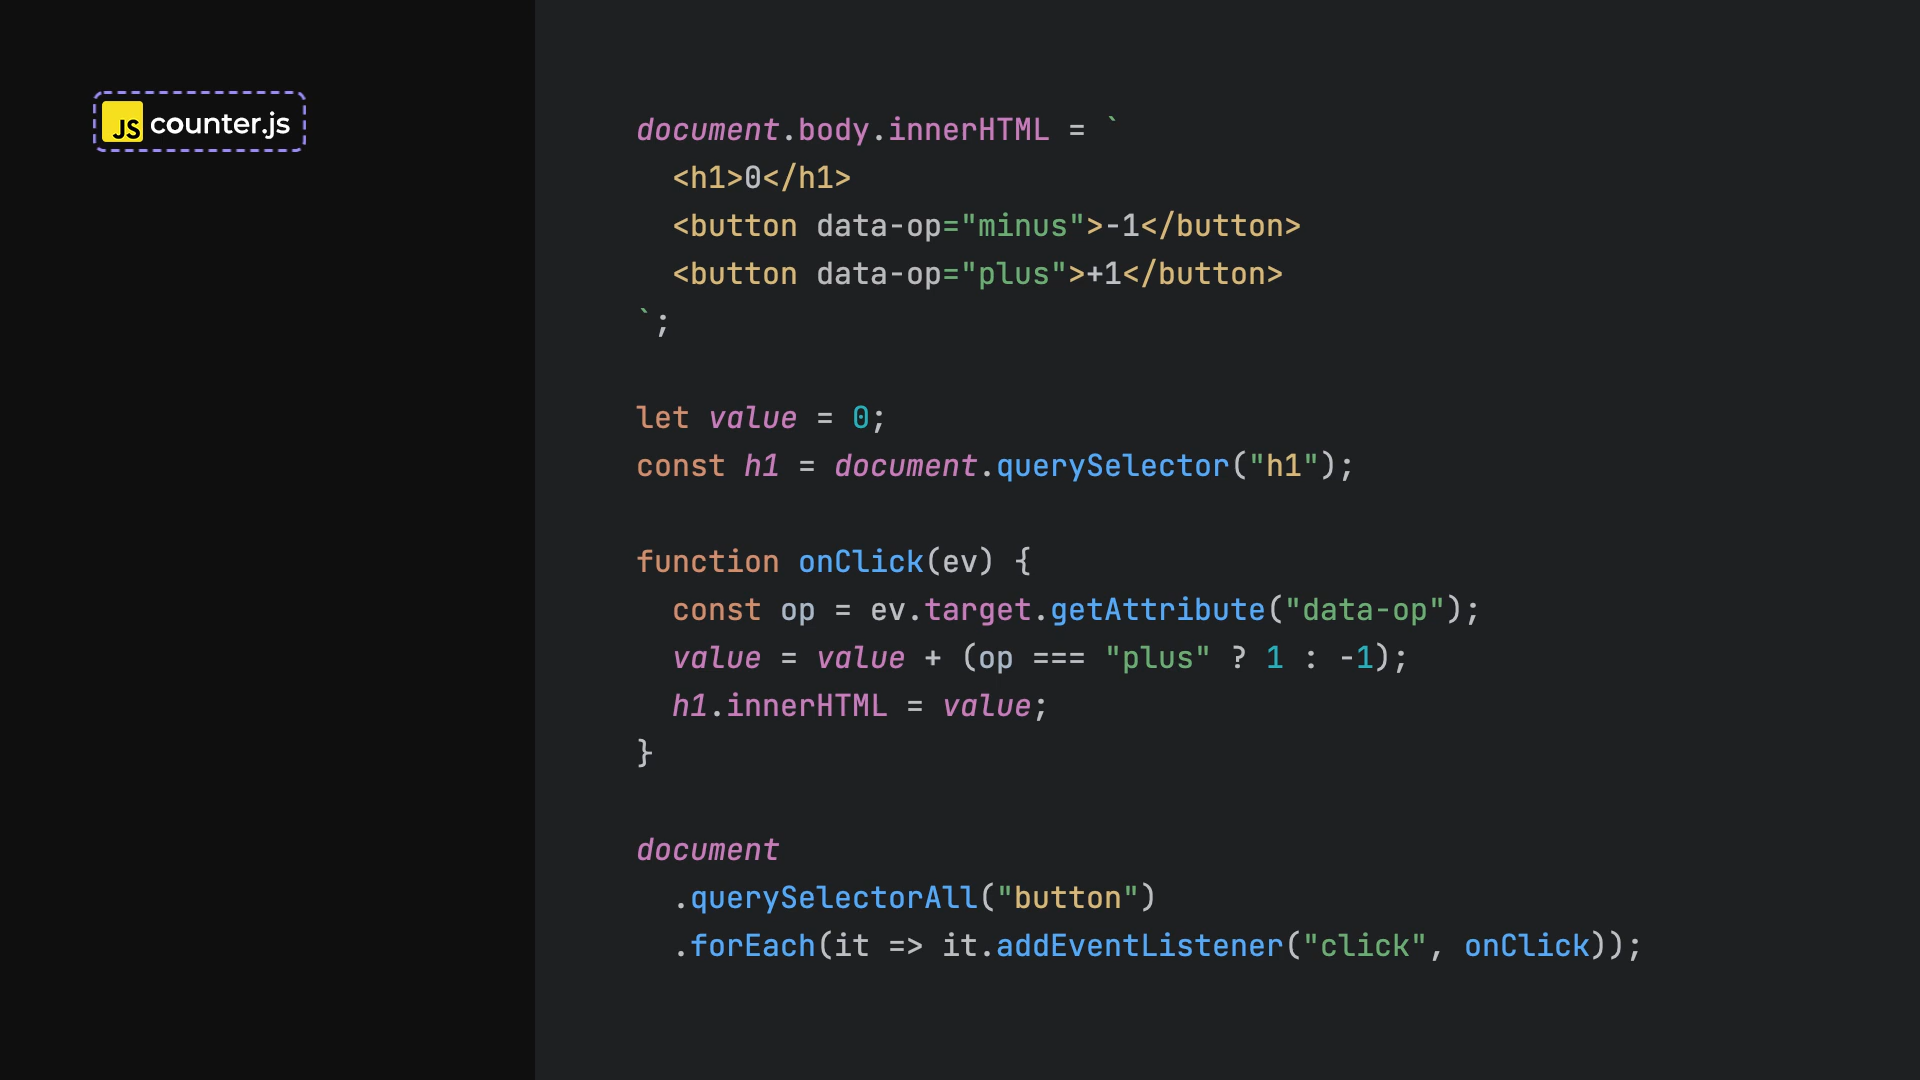 JS counter.js
document.body.innerHTML = `
  <h1>0</h1>
  <button data-op="minus">-1</button>
  <button data-op="plus">+1</button>
`;

let value = 0;
const h1 = document.querySelector("h1");

function onClick(ev) {
  const op = ev.target.getAttribute("data-op");
  value = value + (op === "plus" ? 1 : -1);
  h1.innerHTML = value;
}

document
  .querySelectorAll("button")
  .forEach(it => it.addEventListener("click", onClick));